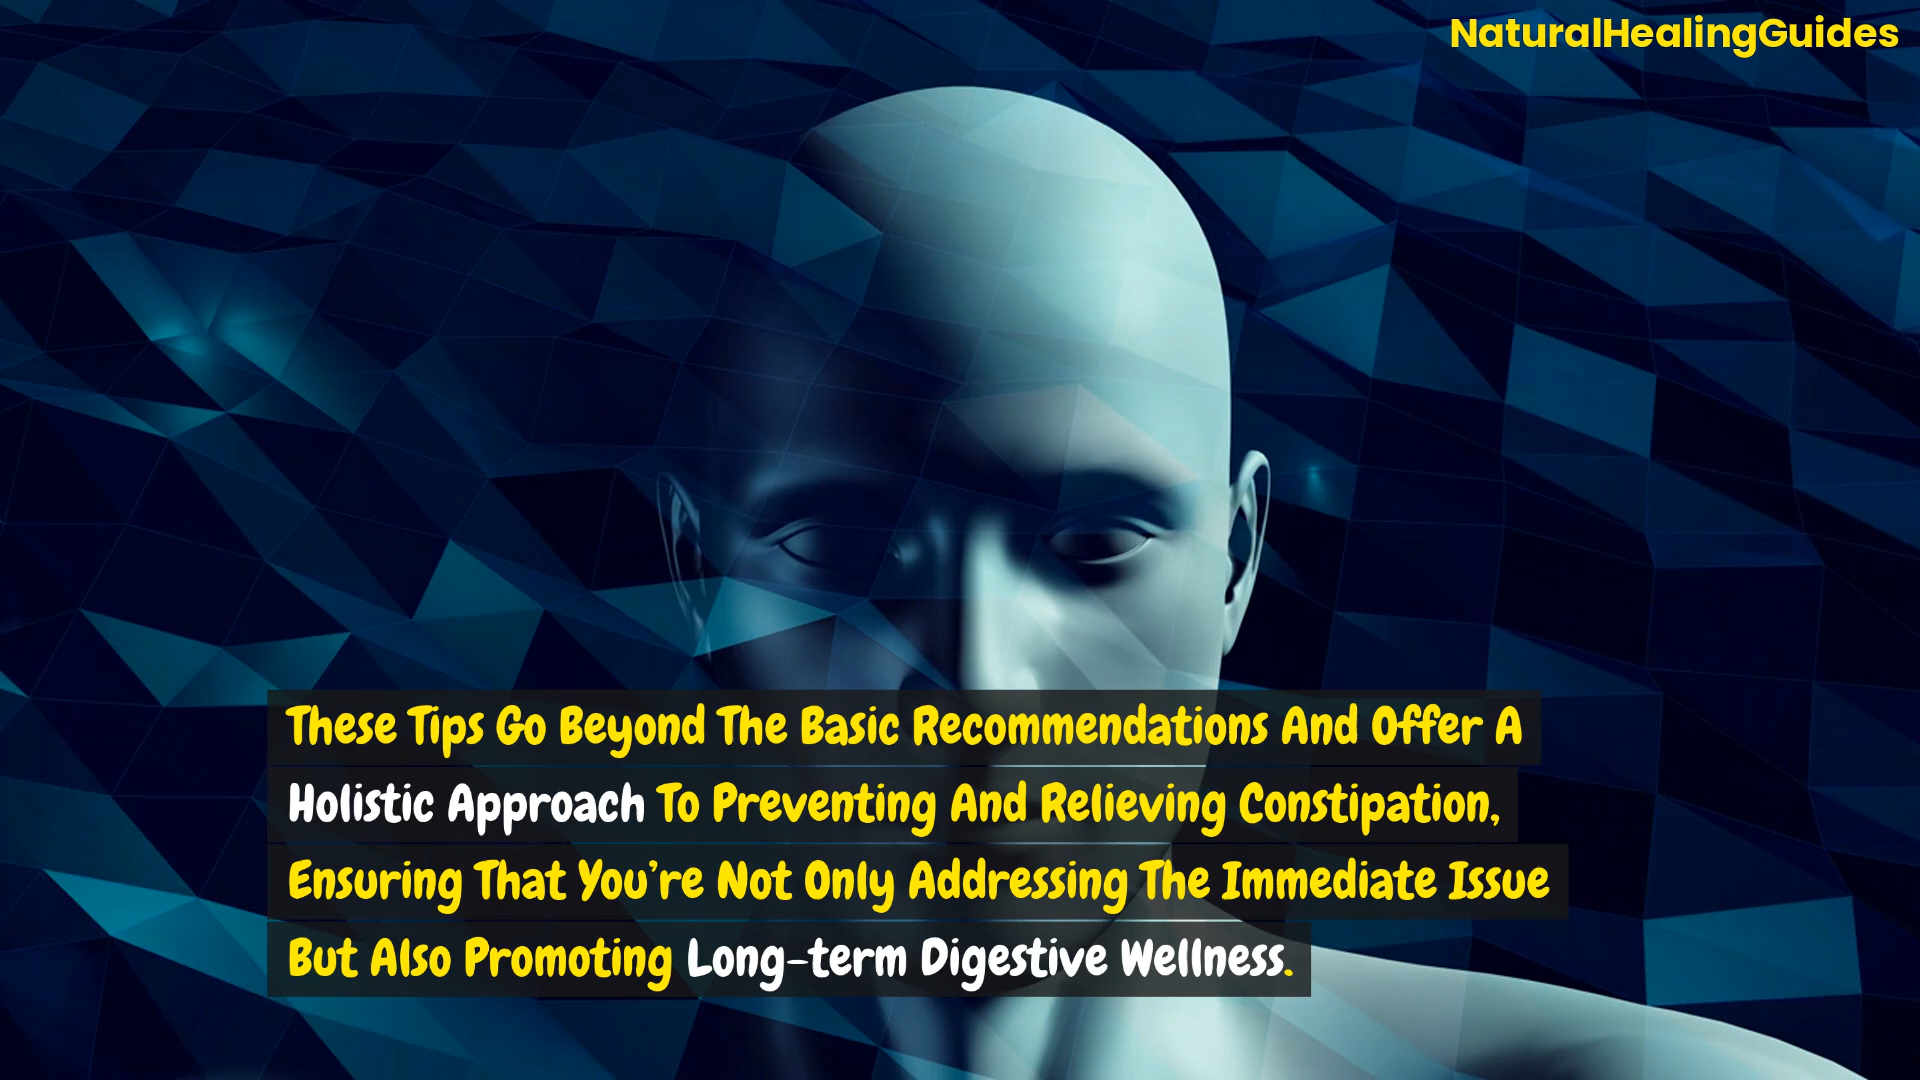 NaturalHealingGuides
These Tips Go Beyond The Basic Recommendations And Offer A
Holistic Approach To Preventing And Relieving Constipation,
Ensuring That You’re Not Only Addressing The Immediate Issue
But Also Promoting Long-term Digestive Wellness.